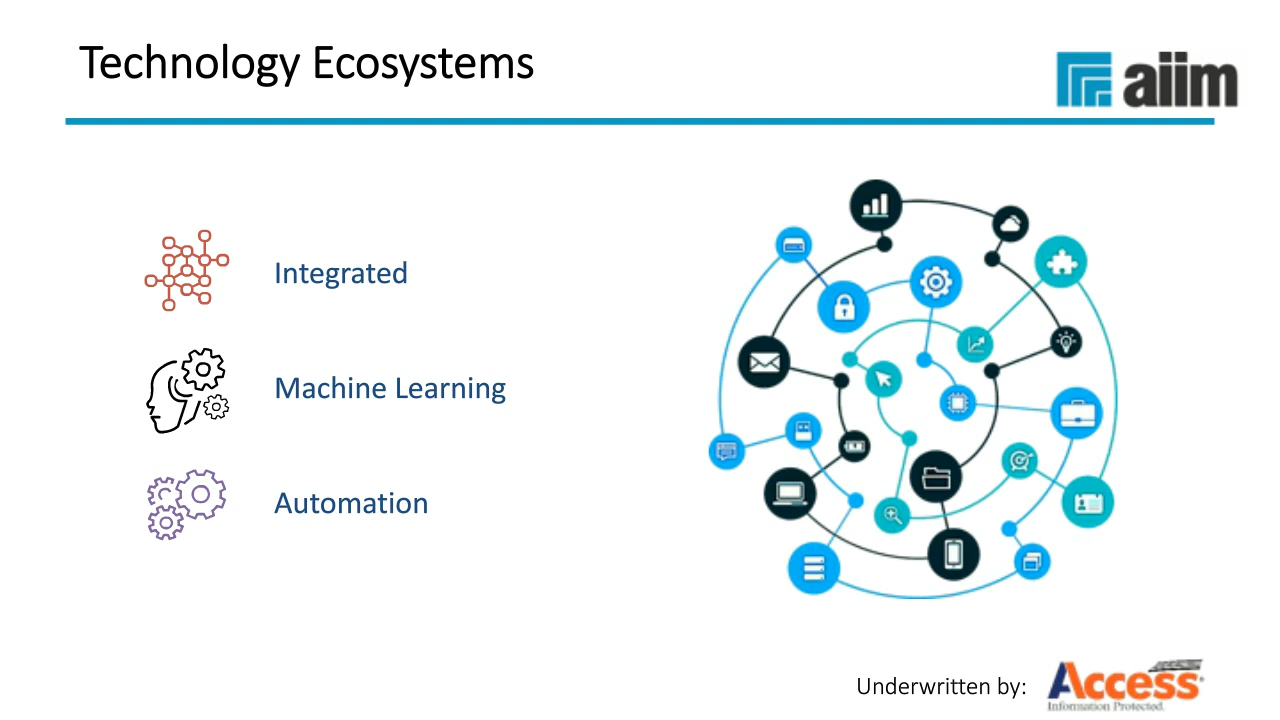 Technology Ecosystems
aiim
Integrated
Machine Learning
Automation
Underwritten by:
Access
Information Protected.